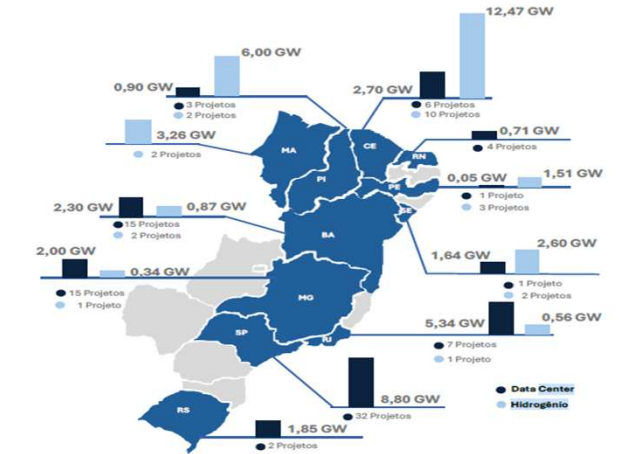 12,47 GW
6,00 GW
0,90 GW
3 Projetos
2 Projetos
2,70 GW
6 Projetos
10 Projetos
3,26 GW
2 Projetos
0,71 GW
4 Projetos
MA
CE
RN
PI
PE
SE
BA
MG
SP
RJ
RS
0,05 GW
1,51 GW
1 Projeto
3 Projetos
2,30 GW
0,87 GW
15 Projetos
2 Projetos
2,00 GW
0,34 GW
15 Projetos
1 Projeto
1,64 GW
2,60 GW
1 Projeto
2 Projetos
5,34 GW
0,56 GW
7 Projetos
1 Projeto
8,80 GW
32 Projetos
1,85 GW
2 Projetos
Data Center
Hidrogênio